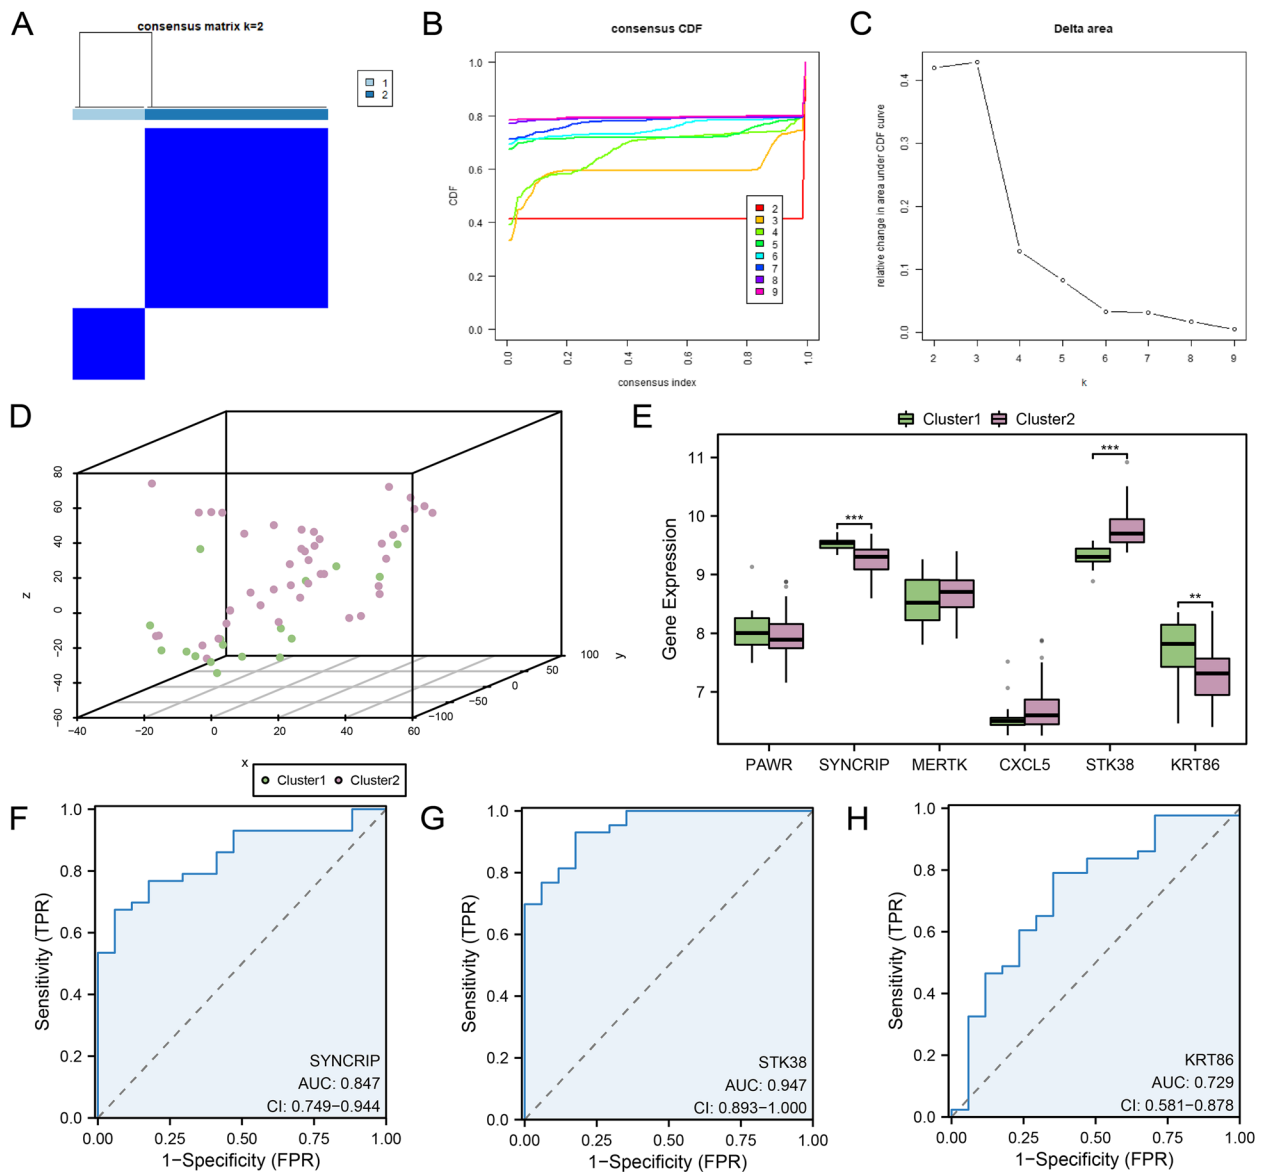 A
consensus matrix k=2
1
2
B
consensus CDF
CDF
1.0
0.8
0.6
0.4
0.2
0.0
2
3
4
5
6
7
8
9
0.0 0.2 0.4 0.6 0.8 1.0
consensus index
C
Delta area
relative change in area under CDF curve
0.4
0.3
0.2
0.1
0.0
2 3 4 5 6 7 8 9
k
D
z
80
60
40
20
0
−20
−40
−60
−40 −20 0 20 40 60
x
−100 −50 0 50 100
y
Cluster1 Cluster2
E
Cluster1 Cluster2
Gene Expression
11
10
9
8
7
*** *** **
PAWR SYNCRIP MERTK CXCL5 STK38 KRT86
F
Sensitivity (TPR)
1.0
0.8
0.6
0.4
0.2
0.0
SYNCRIP
AUC: 0.847
CI: 0.749−0.944
0.00 0.25 0.50 0.75 1.00
1−Specificity (FPR)
G
Sensitivity (TPR)
1.0
0.8
0.6
0.4
0.2
0.0
STK38
AUC: 0.947
CI: 0.893−1.000
0.00 0.25 0.50 0.75 1.00
1−Specificity (FPR)
H
Sensitivity (TPR)
1.0
0.8
0.6
0.4
0.2
0.0
KRT86
AUC: 0.729
CI: 0.581−0.878
0.00 0.25 0.50 0.75 1.00
1−Specificity (FPR)